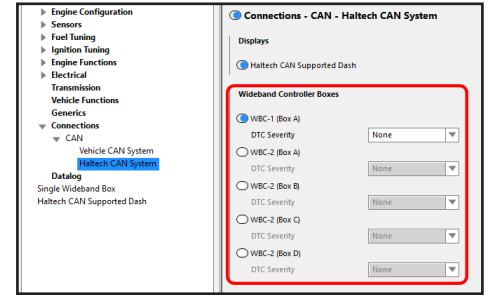 Engine Configuration
Sensors
Fuel Tuning
Ignition Tuning
Engine Functions
Electrical
Transmission
Vehicle Functions
Generics
Connections
CAN
Vehicle CAN System
Haltech CAN System
Datalog
Single Wideband Box
Haltech CAN Supported Dash
Connections - CAN - Haltech CAN System
Displays
Haltech CAN Supported Dash
Wideband Controller Boxes
WBC-1 (Box A)
DTC Severity None
WBC-2 (Box A)
DTC Severity None
WBC-2 (Box B)
DTC Severity None
WBC-2 (Box C)
DTC Severity None
WBC-2 (Box D)
DTC Severity None